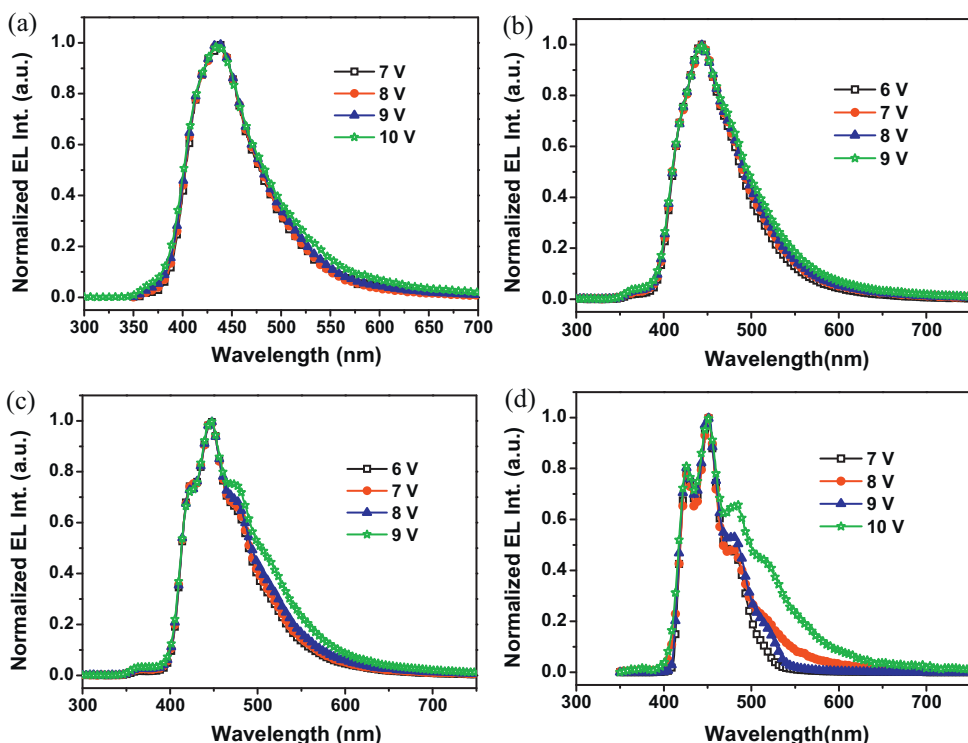 (a)
Normalized EL Int. (a.u.)
1.0
0.8
0.6
0.4
0.2
0.0
7 V
8 V
9 V
10 V
300 350 400 450 500 550 600 650 700
Wavelength (nm)
(b)
Normalized EL Int. (a.u.)
1.0
0.8
0.6
0.4
0.2
0.0
6 V
7 V
8 V
9 V
300 400 500 600 700
Wavelength(nm)
(c)
Normalized EL Int. (a.u.)
1.0
0.8
0.6
0.4
0.2
0.0
6 V
7 V
8 V
9 V
300 400 500 600 700
Wavelength (nm)
(d)
Normalized EL Int. (a.u.)
1.0
0.8
0.6
0.4
0.2
0.0
7 V
8 V
9 V
10 V
300 400 500 600 700
Wavelength(nm)